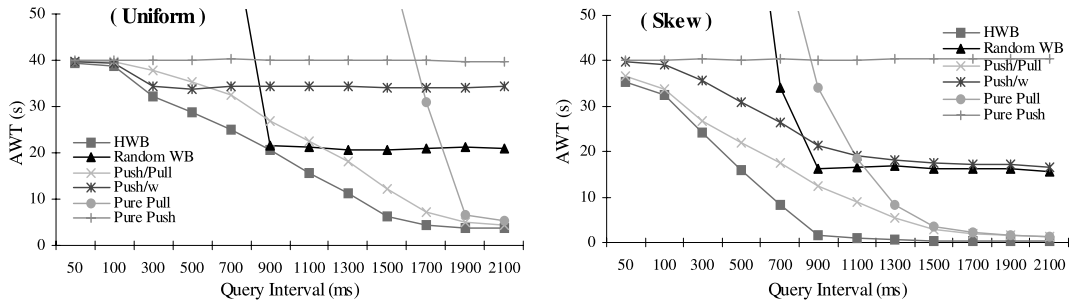 ( Uniform )
50
40
30
20
10
0
AWT (s)
HWB
Random WB
Push/Pull
Push/w
Pure Pull
Pure Push
50 100 300 500 700 900 1100 1300 1500 1700 1900 2100
Query Interval (ms)
( Skew )
50
40
30
20
10
0
AWT (s)
HWB
Random WB
Push/Pull
Push/w
Pure Pull
Pure Push
50 100 300 500 700 900 1100 1300 1500 1700 1900 2100
Query Interval (ms)